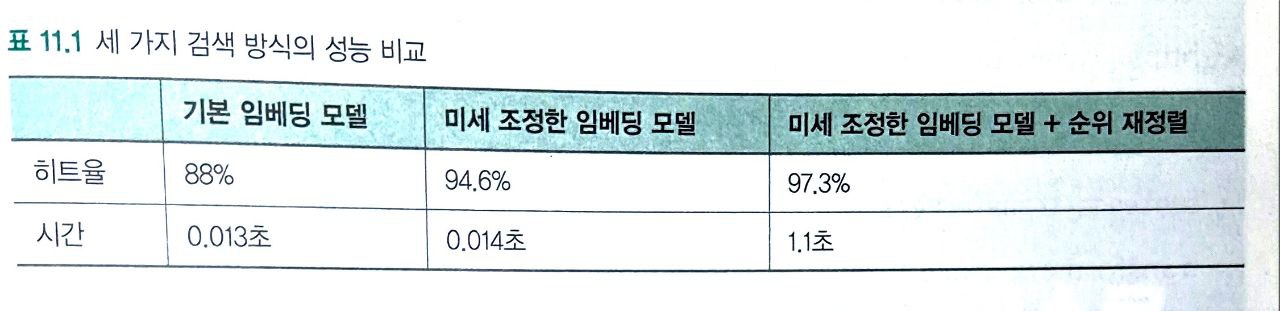 표 11.1 세 가지 검색 방식의 성능 비교
기본 임베딩 모델 미세 조정한 임베딩 모델 미세 조정한 임베딩 모델 + 순위 재정렬
히트율 88% 94.6% 97.3%
시간 0.013초 0.014초 1.1초